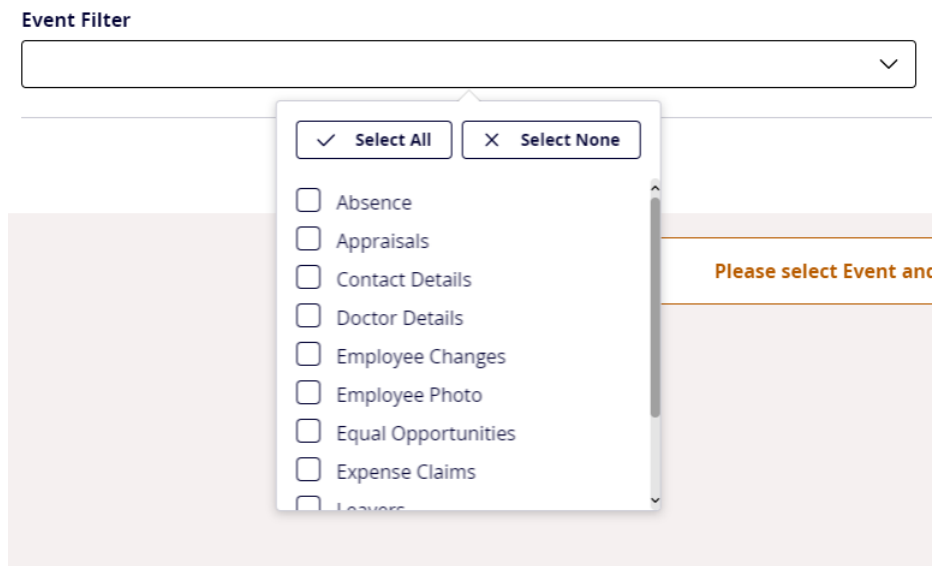 Event Filter
Select All Select None
Absence
Appraisals
Please select Event and
Contact Details
Doctor Details
Employee Changes
Employee Photo
Equal Opportunities
Expense Claims
Leavers